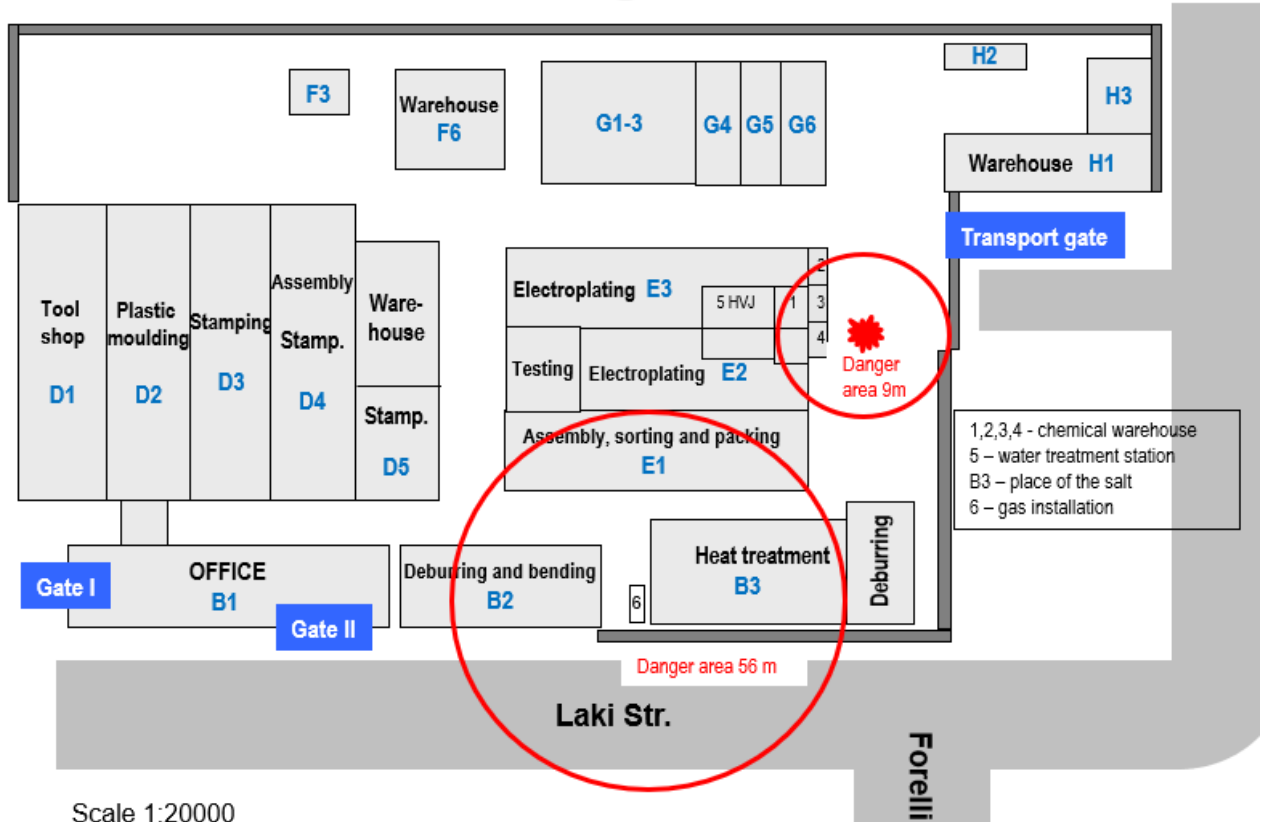 H2
F3
H3
Warehouse
F6
G1-3
G4
G5
G6
Warehouse H1
Transport gate
Tool
shop
D1
Plastic
moulding
D2
Stamping
D3
Assembly
Stamp.
D4
Ware-
house
Stamp.
D5
Electroplating E3
5 HVJ
1
2
3
4
Testing
Electroplating E2
Danger
area 9m
Assembly, sorting and packing
E1
1,2,3,4 - chemical warehouse
5 – water treatment station
B3 – place of the salt
6 – gas installation
Gate I
OFFICE
B1
Gate II
Deburring and bending
B2
6
Heat treatment
B3
Deburring
Danger area 56 m
Laki Str.
Forelli
Scale 1:20000